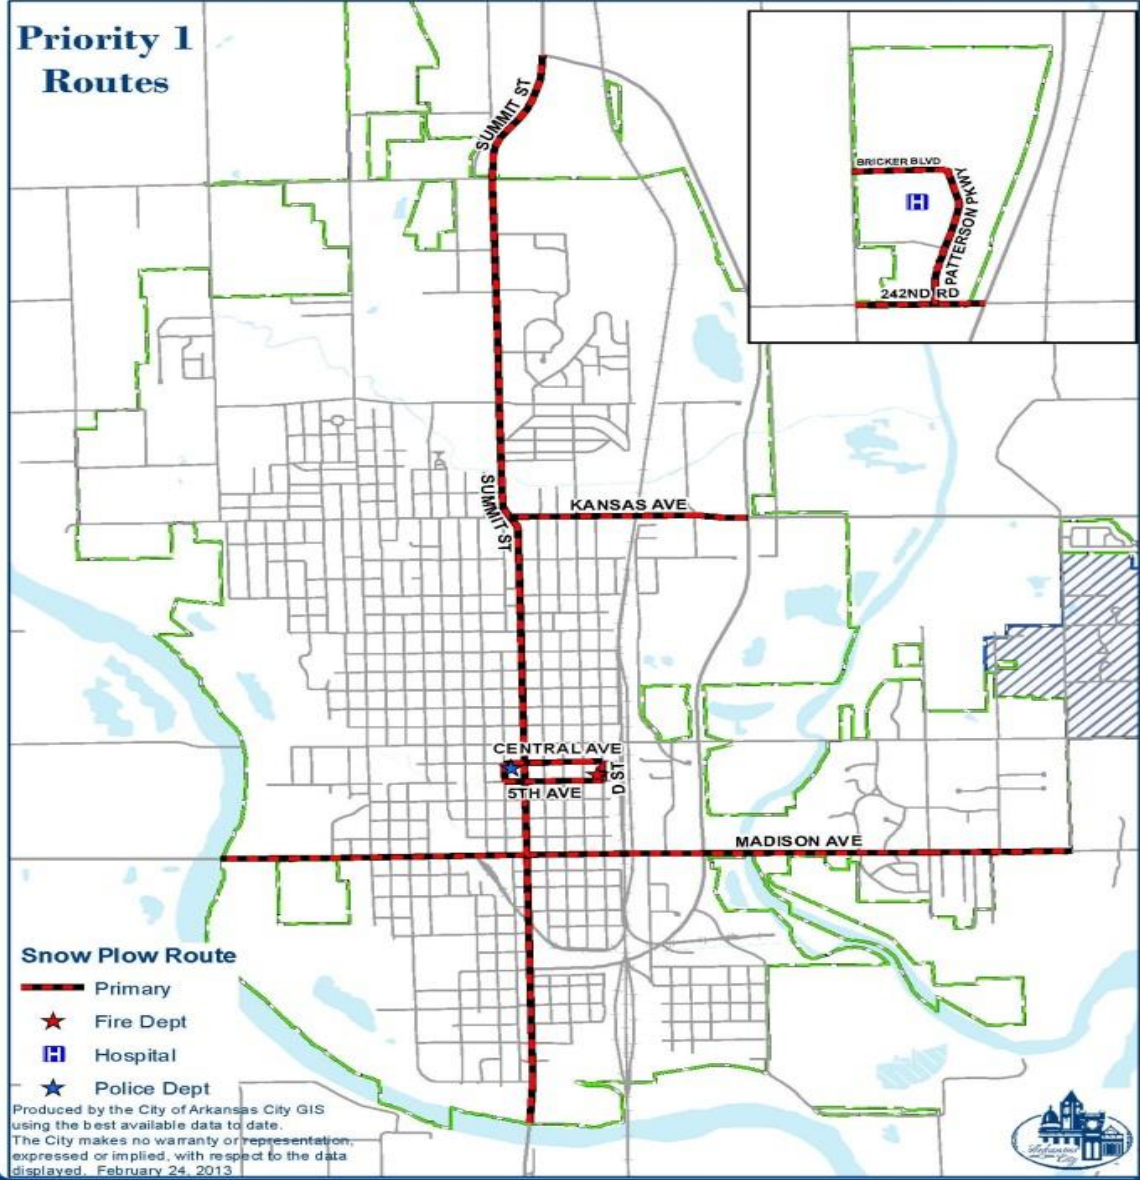 Priority 1
Routes
SUMMIT ST
BRICKER BLVD
H
PATTERSON PKWY
242ND RD
SUMMIT ST
KANSAS AVE
CENTRAL AVE
D ST
5TH AVE
MADISON AVE
Snow Plow Route
Primary
Fire Dept
H Hospital
Police Dept
Produced by the City of Arkansas City GIS
using the best available data to date.
The City makes no warranty or representation,
expressed or implied, with respect to the data
displayed. February 24, 2013
Arkansas
City